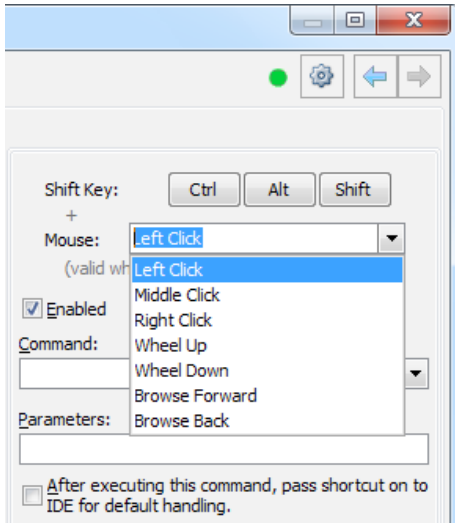 Shift Key: Ctrl Alt Shift
+
Mouse: Left Click
(valid wh
Left Click
Middle Click
Right Click
Wheel Up
Wheel Down
Browse Forward
Browse Back
Enabled
Command:
Parameters:
After executing this command, pass shortcut on to
IDE for default handling.